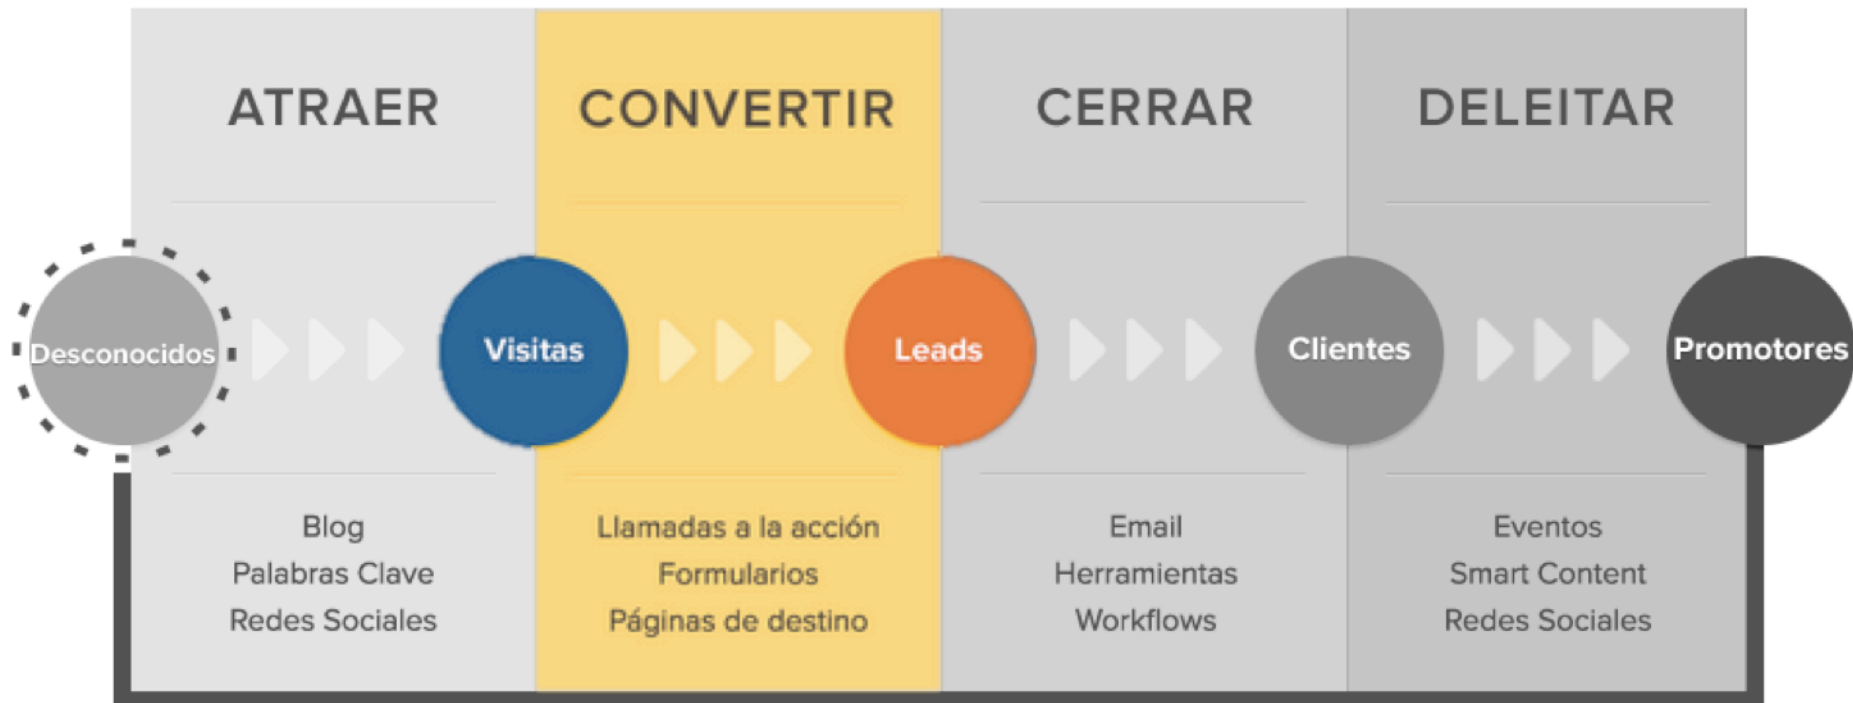 ATRAER
CONVERTIR
CERRAR
DELEITAR
Desconocidos
Visitas
Leads
Clientes
Promotores
Blog
Palabras Clave
Redes Sociales
Llamadas a la acción
Formularios
Páginas de destino
Email
Herramientas
Workflows
Eventos
Smart Content
Redes Sociales